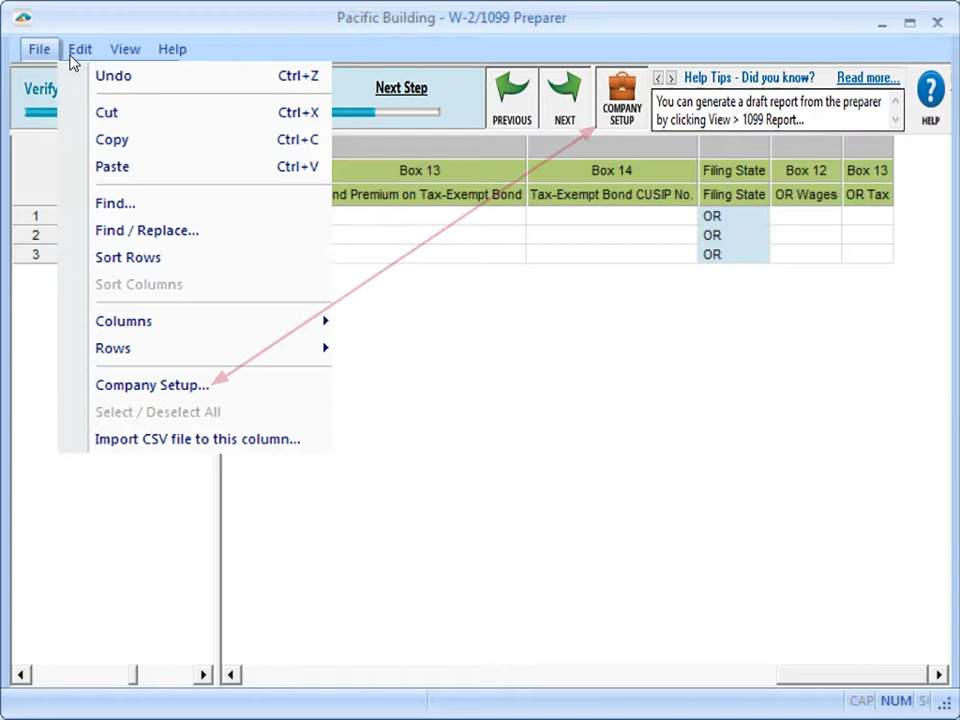 Pacific Building - W-2/1099 Preparer
File Edit View Help
Verify
Next Step
PREVIOUS
NEXT
COMPANY SETUP
Help Tips - Did you know? Read more...
You can generate a draft report from the preparer
by clicking View > 1099 Report...
HELP
Undo Ctrl+Z
Cut Ctrl+X
Copy Ctrl+C
Paste Ctrl+V
Find...
Find / Replace...
Sort Rows
Sort Columns
Columns
Rows
Company Setup...
Select / Deselect All
Import CSV file to this column...
Box 13 Box 14 Filing State Box 12 Box 13
nd Premium on Tax-Exempt Bond Tax-Exempt Bond CUSIP No. Filing State OR Wages OR Tax
1 OR
2 OR
3 OR
CAP NUM